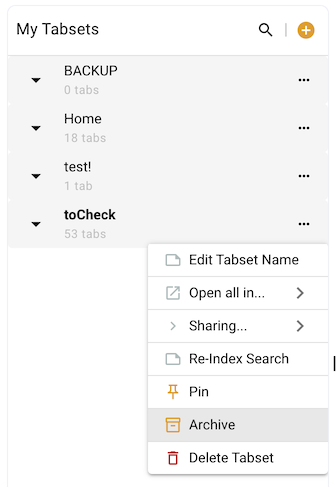 My Tabsets
BACKUP
0 tabs
Home
18 tabs
test!
1 tab
toCheck
53 tabs
Edit Tabset Name
Open all in...
Sharing...
Re-Index Search
Pin
Archive
Delete Tabset